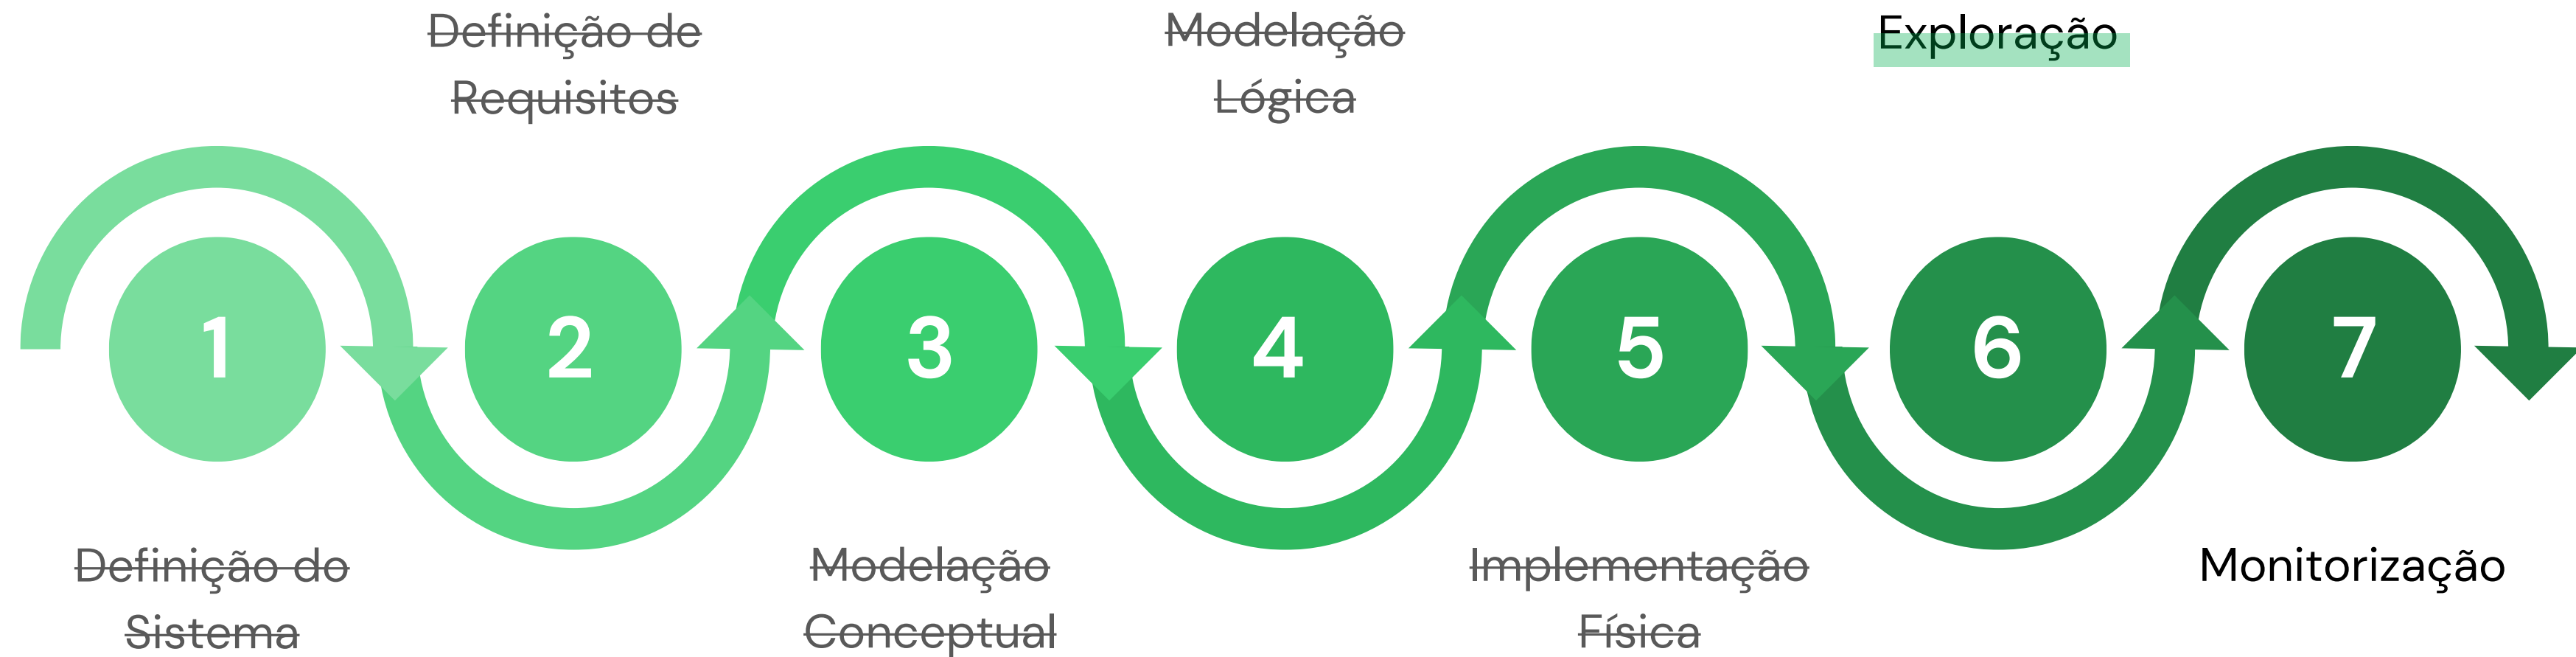 Definição de
Requisitos
Modelação
Lógica
Exploração
1
2
3
4
5
6
7
Definição do
Sistema
Modelação
Conceptual
Implementação
Física
Monitorização